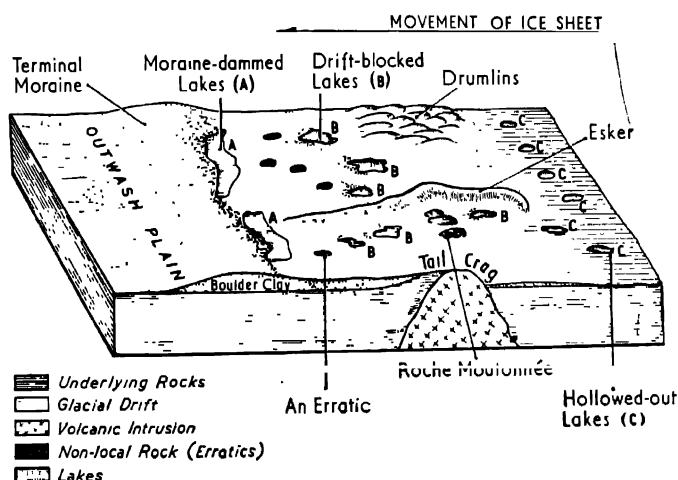 MOVEMENT OF ICE SHEET
Terminal
Moraine
Moraine-dammed
Lakes (A)
Drift-blocked
Lakes (B)
Drumlins
Esker
OUTWASH PLAIN
A
A
B
B
B
B
B
B
C
C
C
C
C
C
Boulder Clay
Tail Crag
An Erratic
Roche Moutonnée
Hollowed-out
Lakes (C)
Underlying Rocks
Glacial Drift
Volcanic Intrusion
Non-local Rock (Erratics)
Lakes